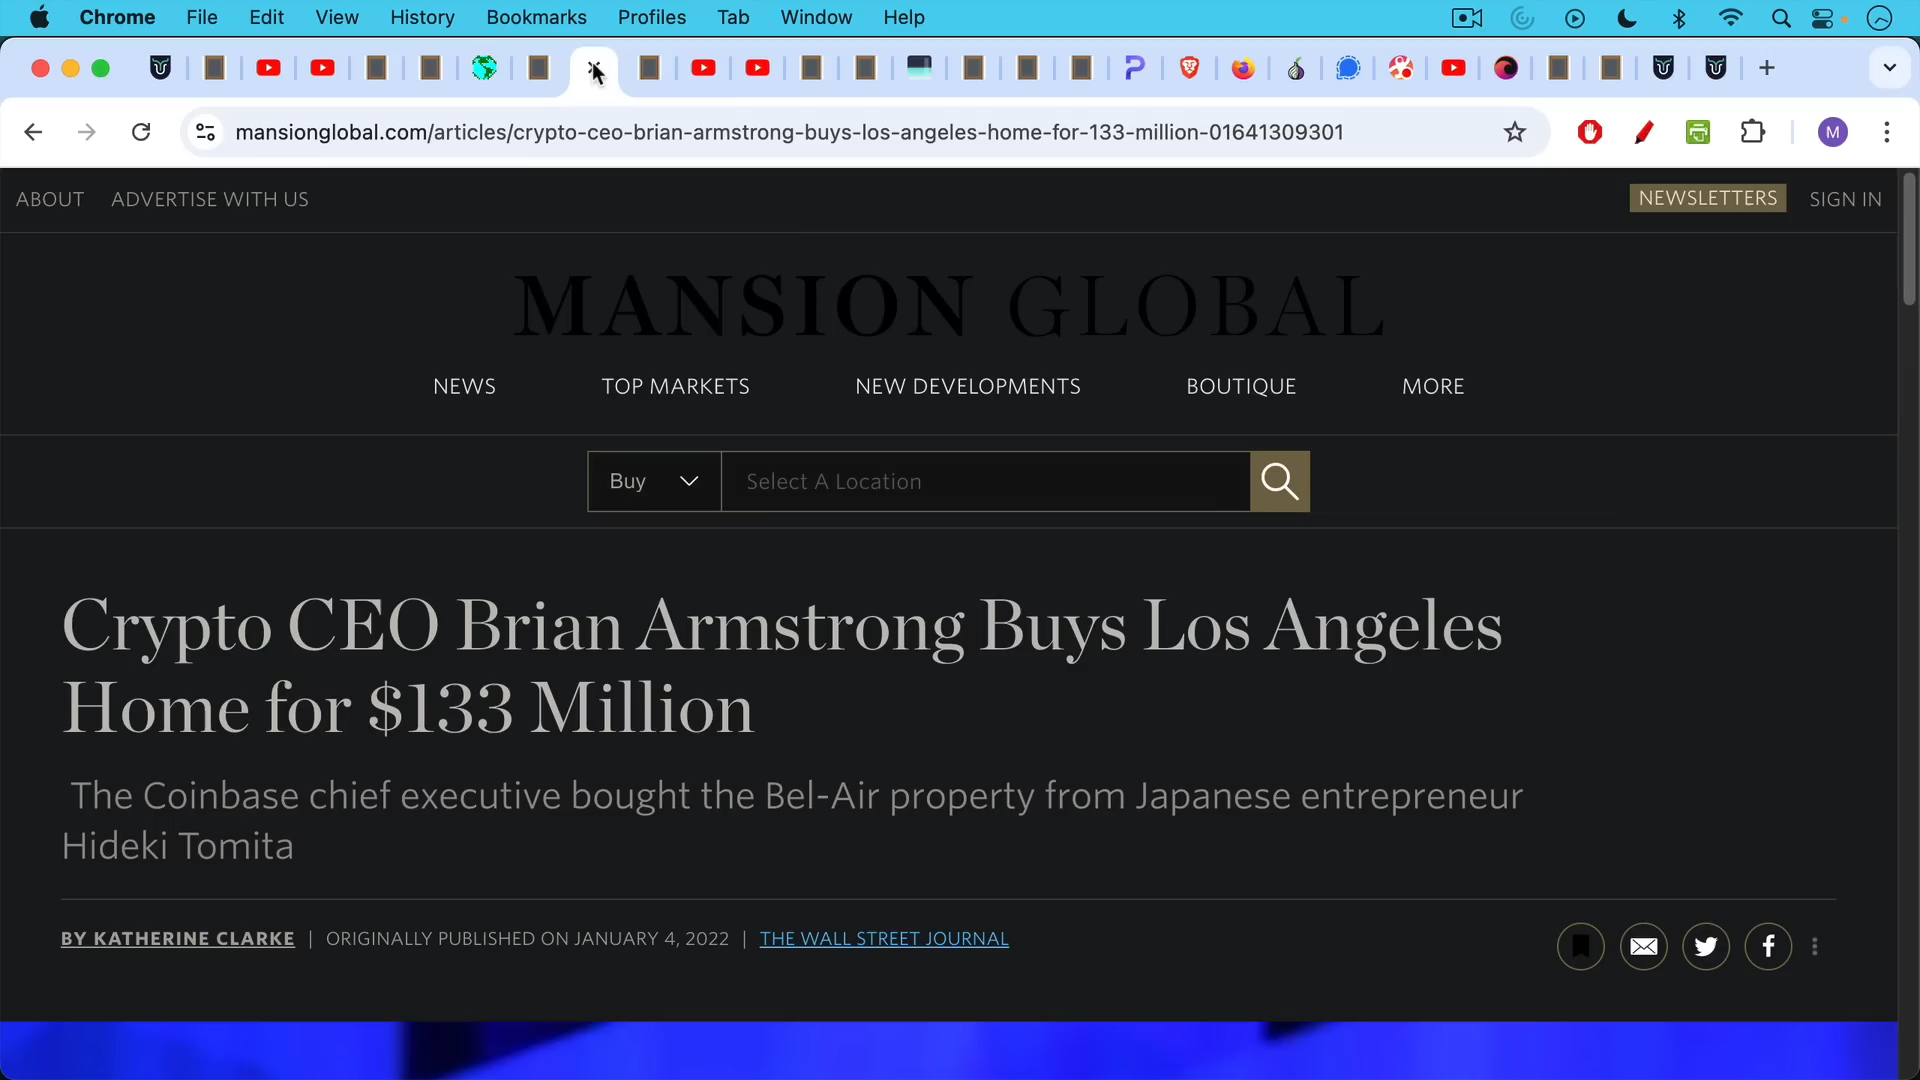 Chrome File Edit View History Bookmarks Profiles Tab Window Help
mansionglobal.com/articles/crypto-ceo-brian-armstrong-buys-los-angeles-home-for-133-million-01641309301
M
ABOUT ADVERTISE WITH US NEWSLETTERS SIGN IN
MANSION GLOBAL
NEWS TOP MARKETS NEW DEVELOPMENTS BOUTIQUE MORE
Buy Select A Location
Crypto CEO Brian Armstrong Buys Los Angeles
Home for $133 Million
The Coinbase chief executive bought the Bel-Air property from Japanese entrepreneur
Hideki Tomita
BY KATHERINE CLARKE | ORIGINALLY PUBLISHED ON JANUARY 4, 2022 | THE WALL STREET JOURNAL